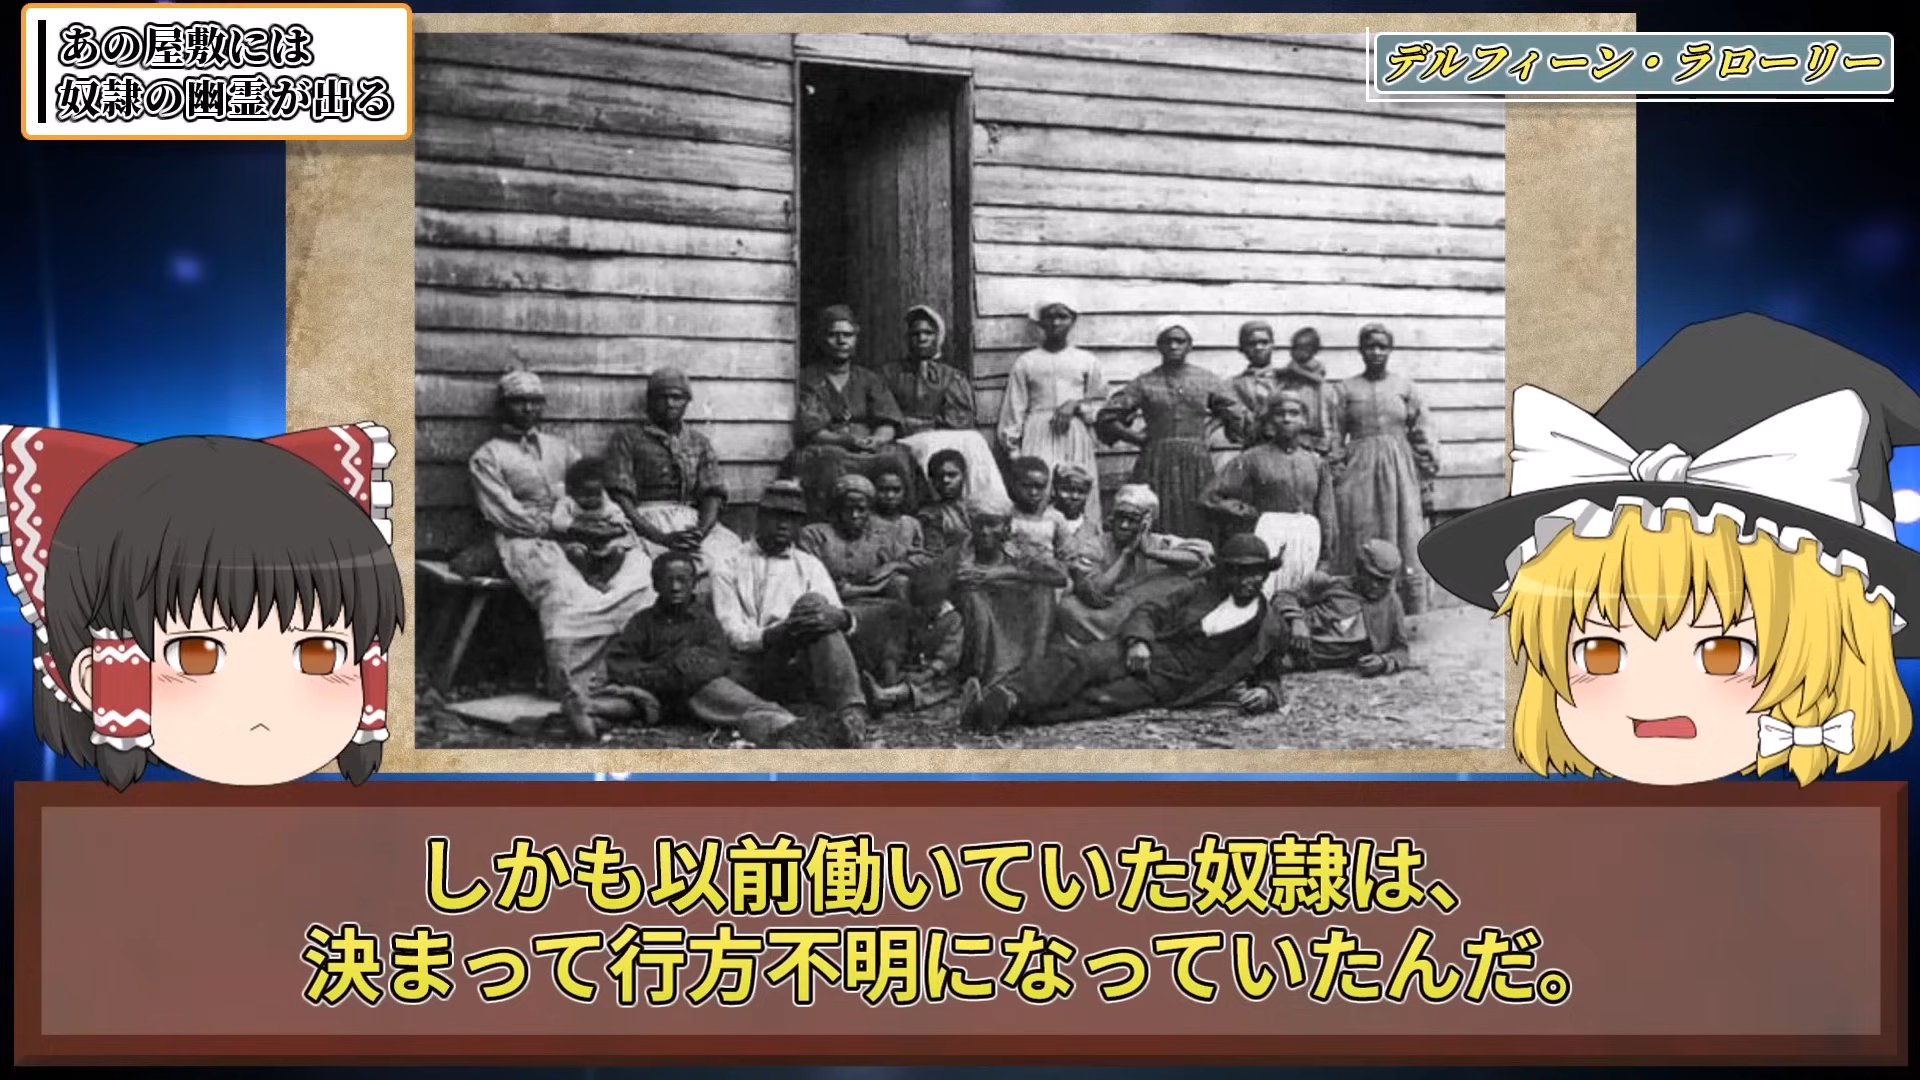 あの屋敷には
奴隷の幽霊が出る
デルフィーン・ラローリー
しかも以前働いていた奴隷は、
決まって行方不明になっていたんだ。